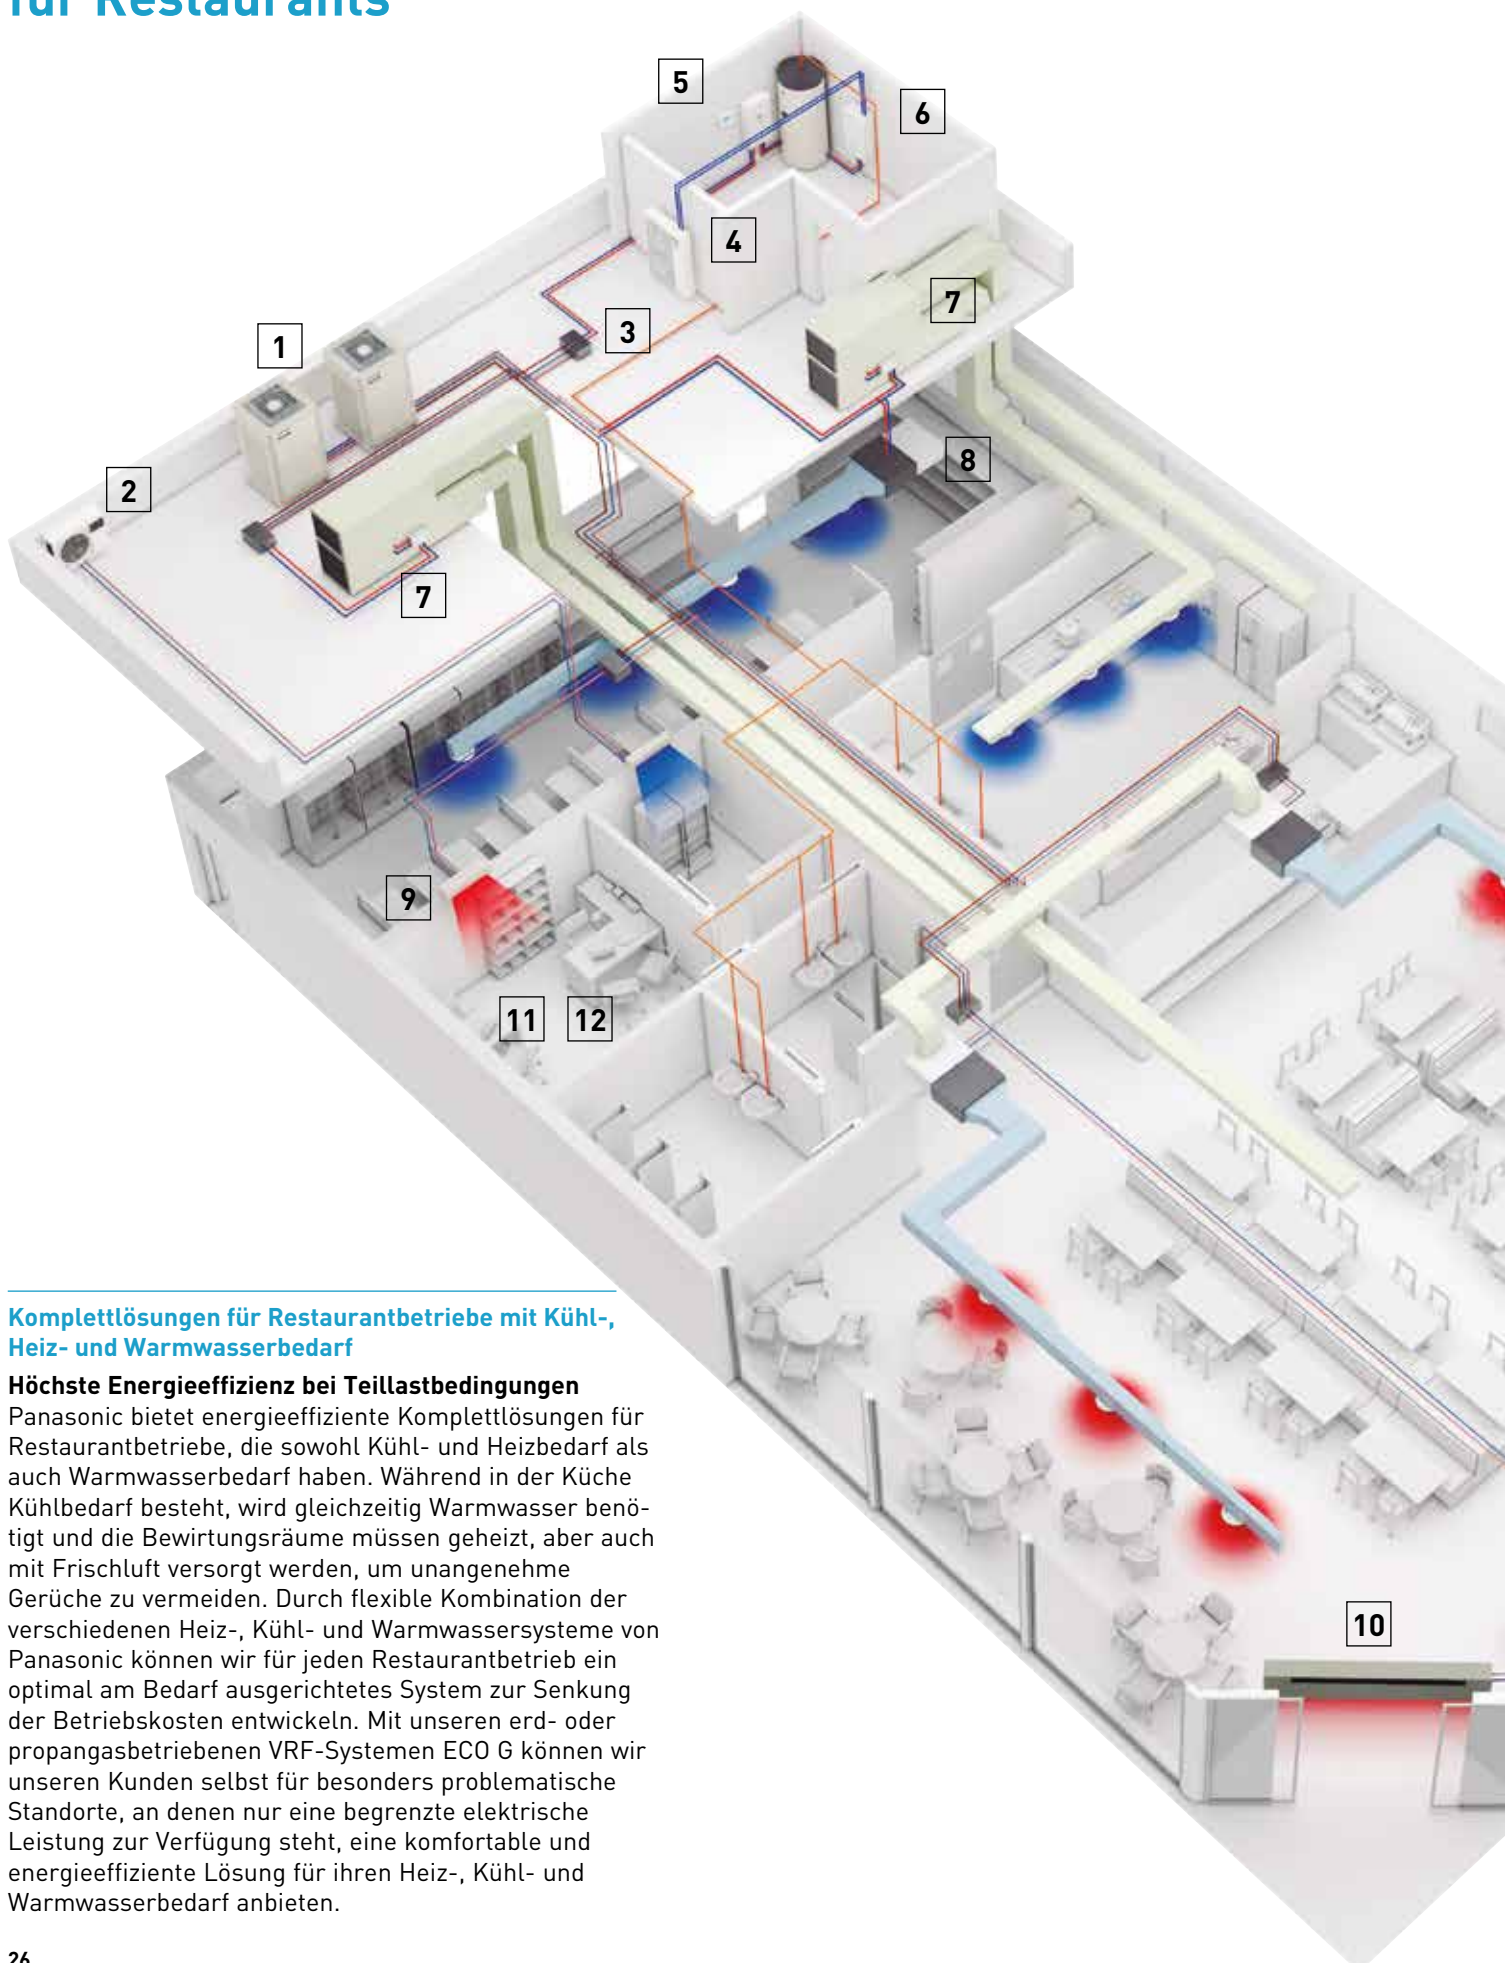 für Restaurants
5
6
4
7
1
3
2
8
7
9
11
12
10
Komplettlösungen für Restaurantbetriebe mit Kühl-,
Heiz- und Warmwasserbedarf
Höchste Energieeffizienz bei Teillastbedingungen
Panasonic bietet energieeffiziente Komplettlösungen für
Restaurantbetriebe, die sowohl Kühl- und Heizbedarf als
auch Warmwasserbedarf haben. Während in der Küche
Kühlbedarf besteht, wird gleichzeitig Warmwasser benö-
tigt und die Bewirtungsräume müssen geheizt, aber auch
mit Frischluft versorgt werden, um unangenehme
Gerüche zu vermeiden. Durch flexible Kombination der
verschiedenen Heiz-, Kühl- und Warmwassersysteme von
Panasonic können wir für jeden Restaurantbetrieb ein
optimal am Bedarf ausgerichtetes System zur Senkung
der Betriebskosten entwickeln. Mit unseren erd- oder
propangasbetriebenen VRF-Systemen ECO G können wir
unseren Kunden selbst für besonders problematische
Standorte, an denen nur eine begrenzte elektrische
Leistung zur Verfügung steht, eine komfortable und
energieeffiziente Lösung für ihren Heiz-, Kühl- und
Warmwasserbedarf anbieten.
26